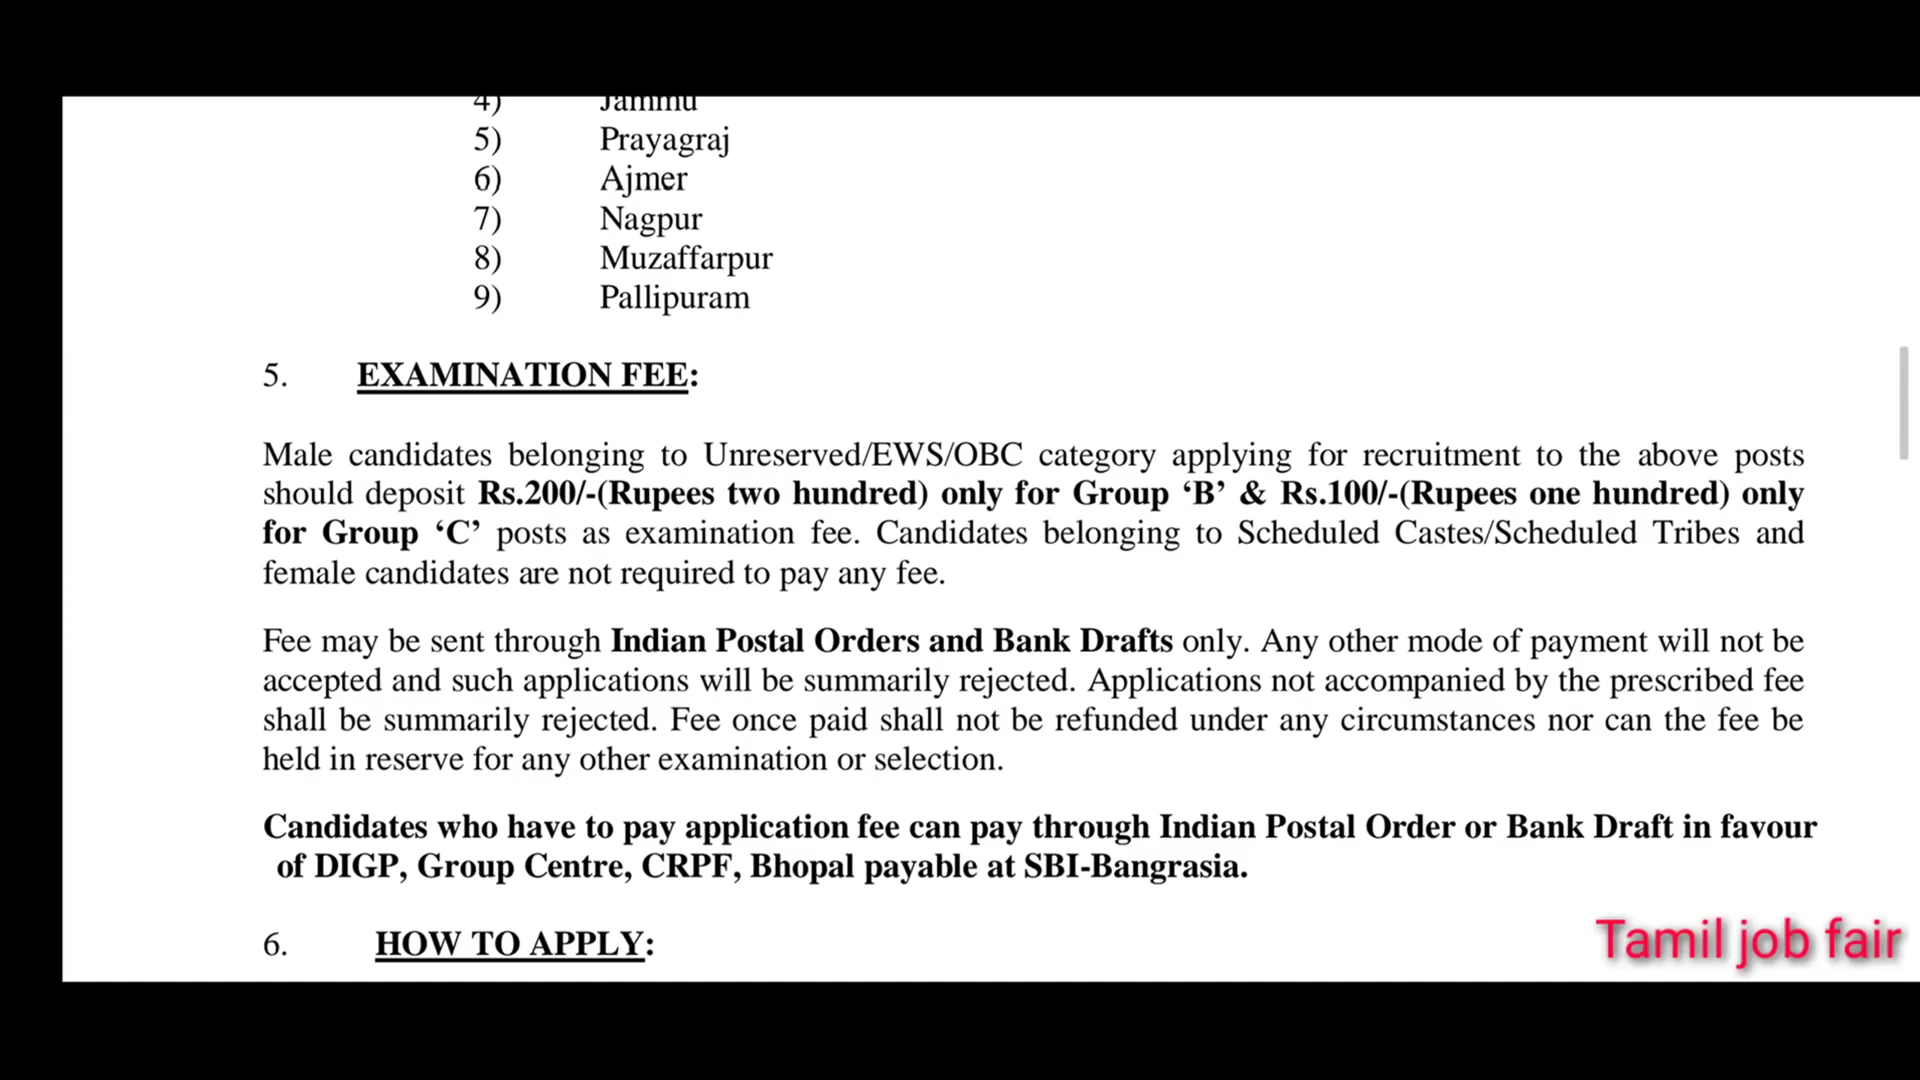 4) Jammu
5) Prayagraj
6) Ajmer
7) Nagpur
8) Muzaffarpur
9) Pallipuram
5. EXAMINATION FEE:
Male candidates belonging to Unreserved/EWS/OBC category applying for recruitment to the above posts
should deposit Rs.200/-(Rupees two hundred) only for Group ‘B’ & Rs.100/-(Rupees one hundred) only
for Group ‘C’ posts as examination fee. Candidates belonging to Scheduled Castes/Scheduled Tribes and
female candidates are not required to pay any fee.
Fee may be sent through Indian Postal Orders and Bank Drafts only. Any other mode of payment will not be
accepted and such applications will be summarily rejected. Applications not accompanied by the prescribed fee
shall be summarily rejected. Fee once paid shall not be refunded under any circumstances nor can the fee be
held in reserve for any other examination or selection.
Candidates who have to pay application fee can pay through Indian Postal Order or Bank Draft in favour
of DIGP, Group Centre, CRPF, Bhopal payable at SBI-Bangrasia.
6. HOW TO APPLY:
Tamil job fair